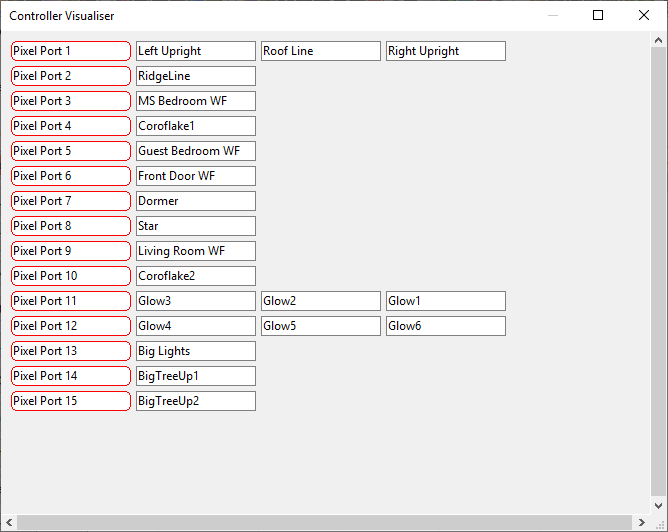 Controller Visualiser
Pixel Port 1 Left Upright Roof Line Right Upright
Pixel Port 2 RidgeLine
Pixel Port 3 MS Bedroom WF
Pixel Port 4 Coroflake1
Pixel Port 5 Guest Bedroom WF
Pixel Port 6 Front Door WF
Pixel Port 7 Dormer
Pixel Port 8 Star
Pixel Port 9 Living Room WF
Pixel Port 10 Coroflake2
Pixel Port 11 Glow3 Glow2 Glow1
Pixel Port 12 Glow4 Glow5 Glow6
Pixel Port 13 Big Lights
Pixel Port 14 BigTreeUp1
Pixel Port 15 BigTreeUp2